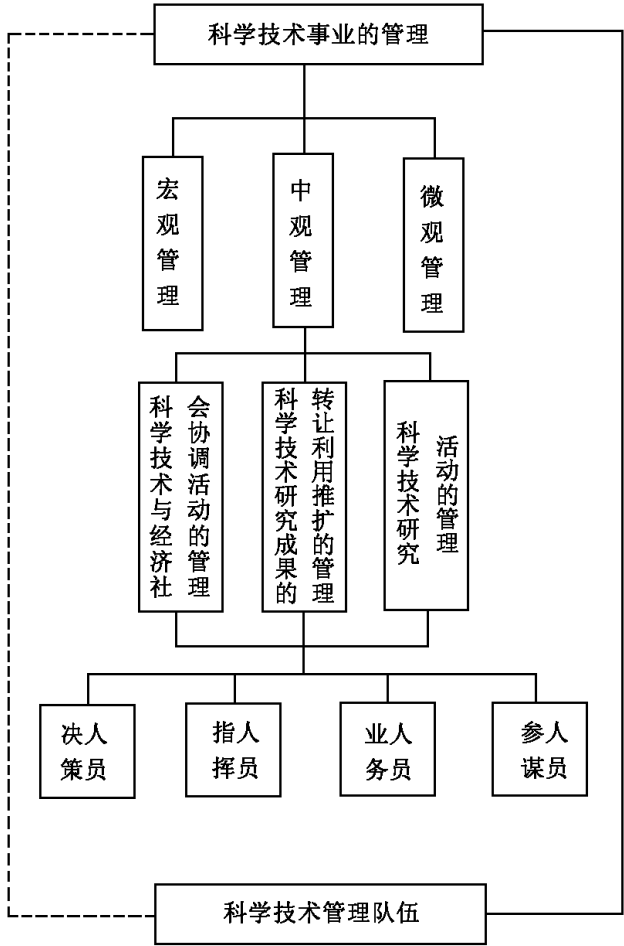 科学技术事业的管理
宏观管理
中观管理
微观管理
科学技术与经济社
会协调活动的管理
科学技术研究成果的
转让利用推扩的管理
科学技术研究
活动的管理
决人
策员
指人
挥员
业人
务员
参人
谋员
科学技术管理队伍